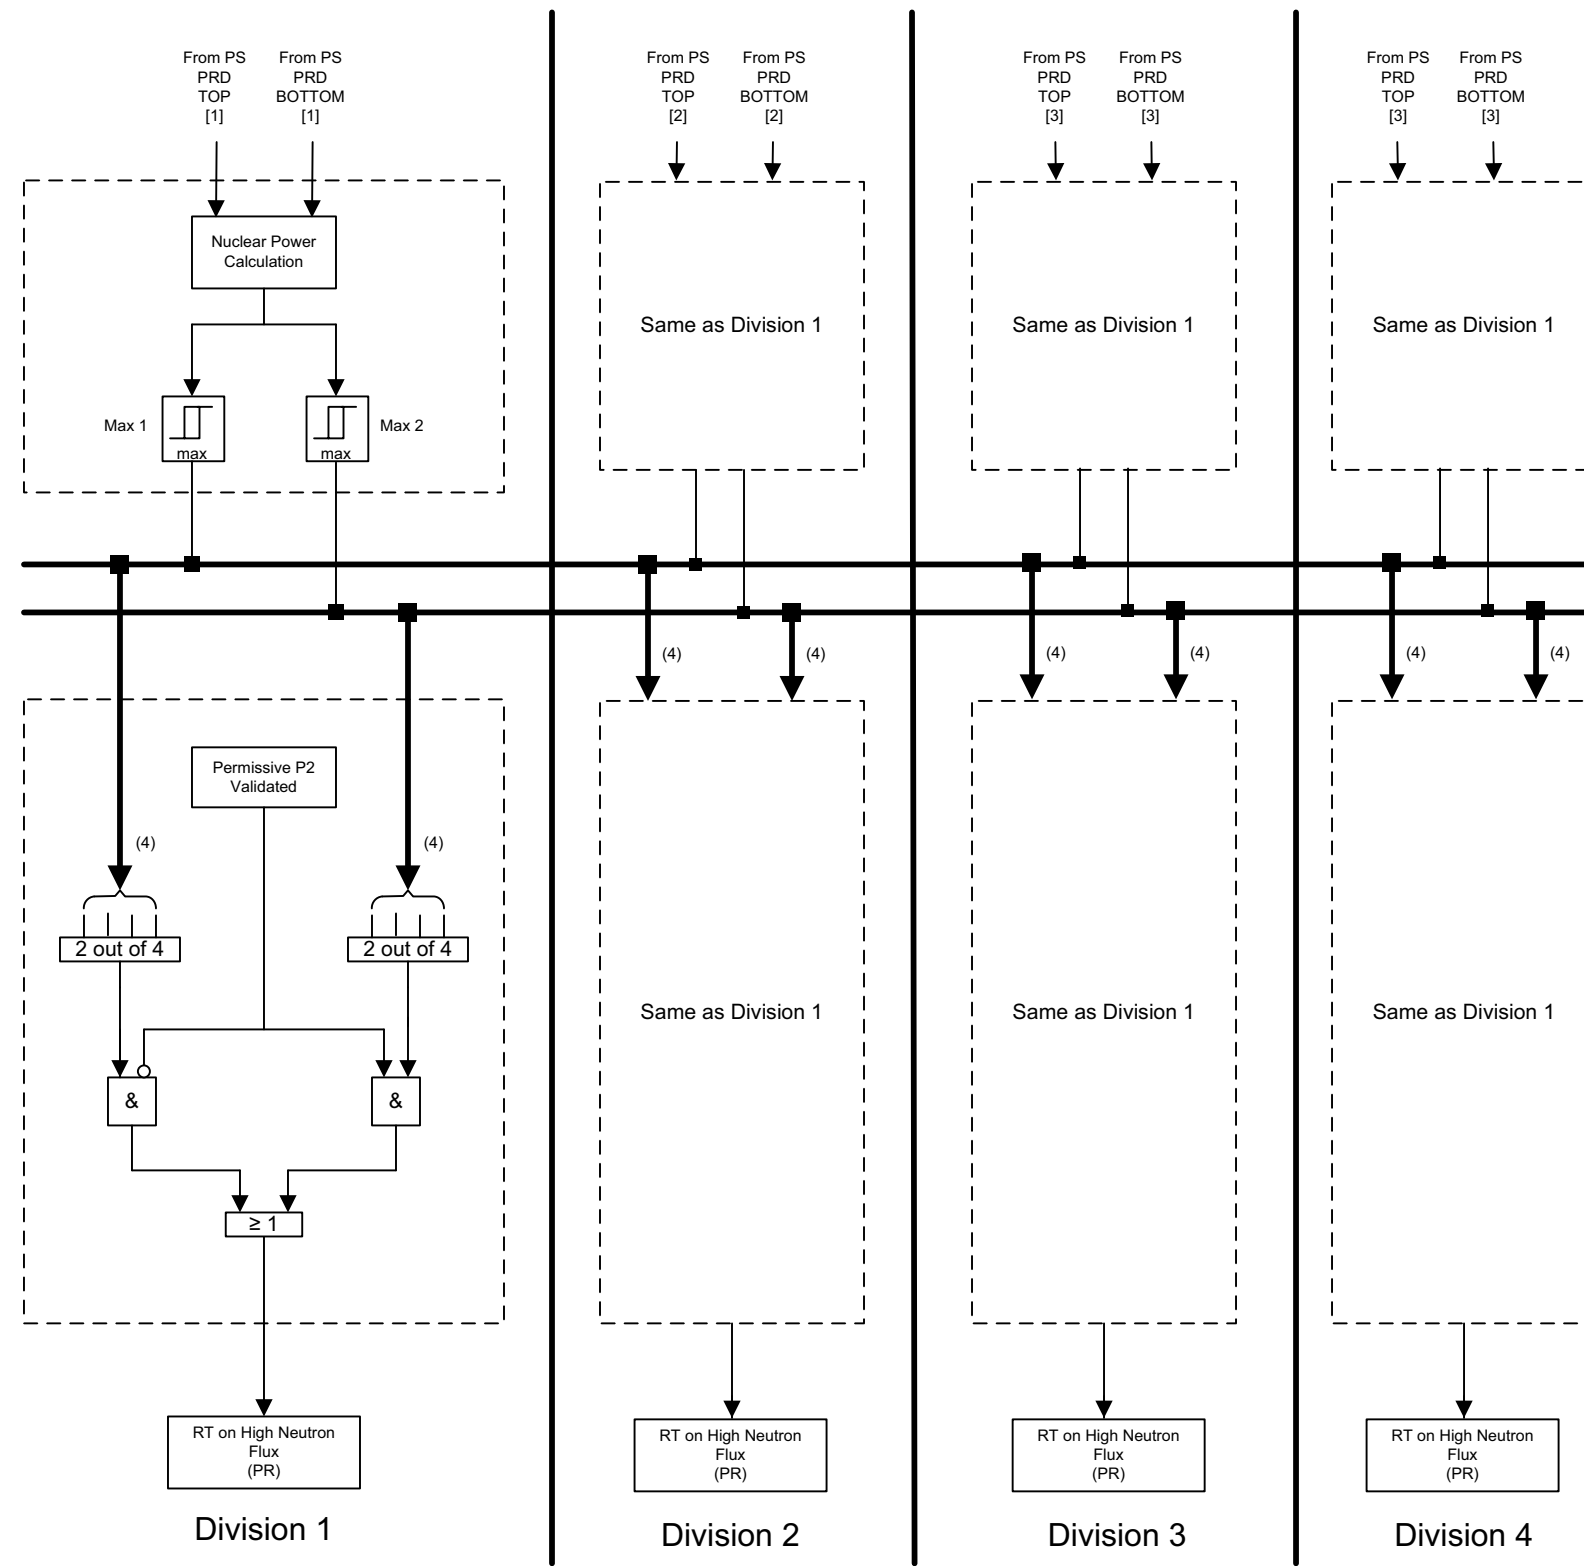 From PS
PRD
TOP
[1]
From PS
PRD
BOTTOM
[1]
Nuclear Power
Calculation
Max 1
max
max
Max 2
(4)
(4)
Permissive P2
Validated
2 out of 4
2 out of 4
&
&
≥ 1
RT on High Neutron
Flux
(PR)
Division 1
From PS
PRD
TOP
[2]
From PS
PRD
BOTTOM
[2]
Same as Division 1
(4)
(4)
Same as Division 1
RT on High Neutron
Flux
(PR)
Division 2
From PS
PRD
TOP
[3]
From PS
PRD
BOTTOM
[3]
Same as Division 1
(4)
(4)
Same as Division 1
RT on High Neutron
Flux
(PR)
Division 3
From PS
PRD
TOP
[3]
From PS
PRD
BOTTOM
[3]
Same as Division 1
(4)
(4)
Same as Division 1
RT on High Neutron
Flux
(PR)
Division 4